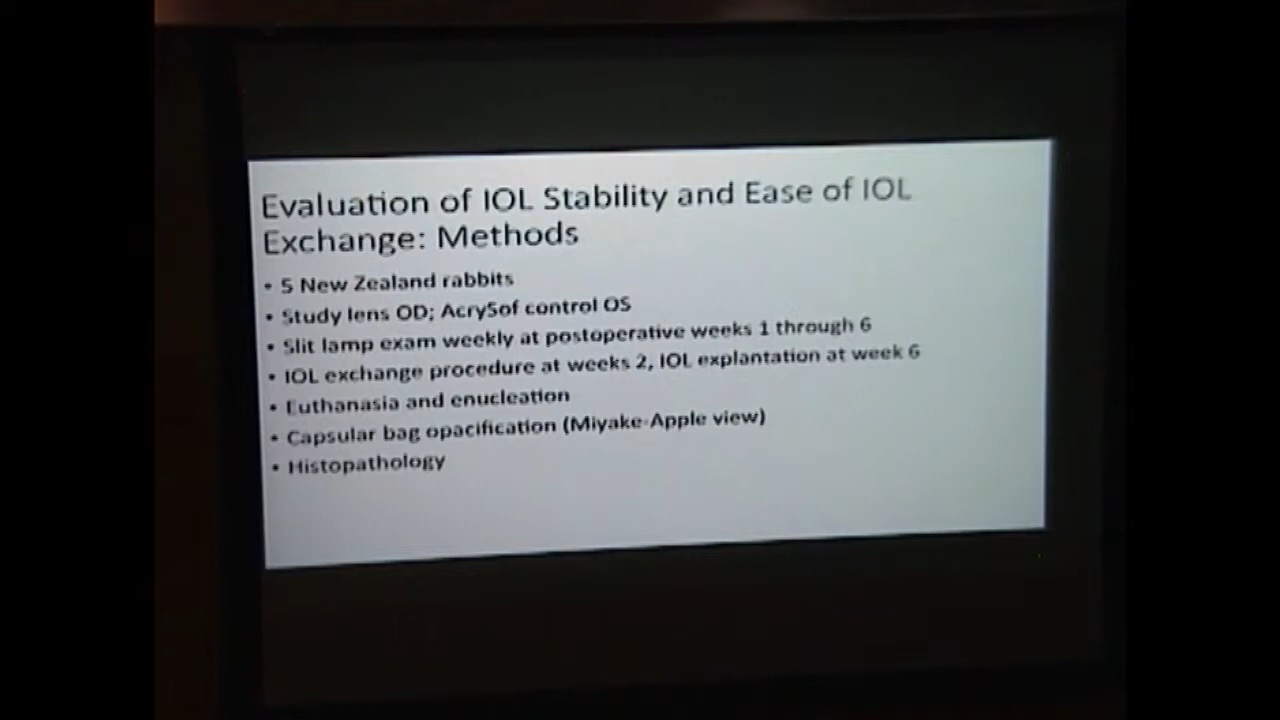 Evaluation of IOL Stability and Ease of IOL
Exchange: Methods
• 5 New Zealand rabbits
• Study lens OD; AcrySof control OS
• Slit lamp exam weekly at postoperative weeks 1 through 6
• IOL exchange procedure at weeks 2, IOL explantation at week 6
• Euthanasia and enucleation
• Capsular bag opacification (Miyake-Apple view)
• Histopathology